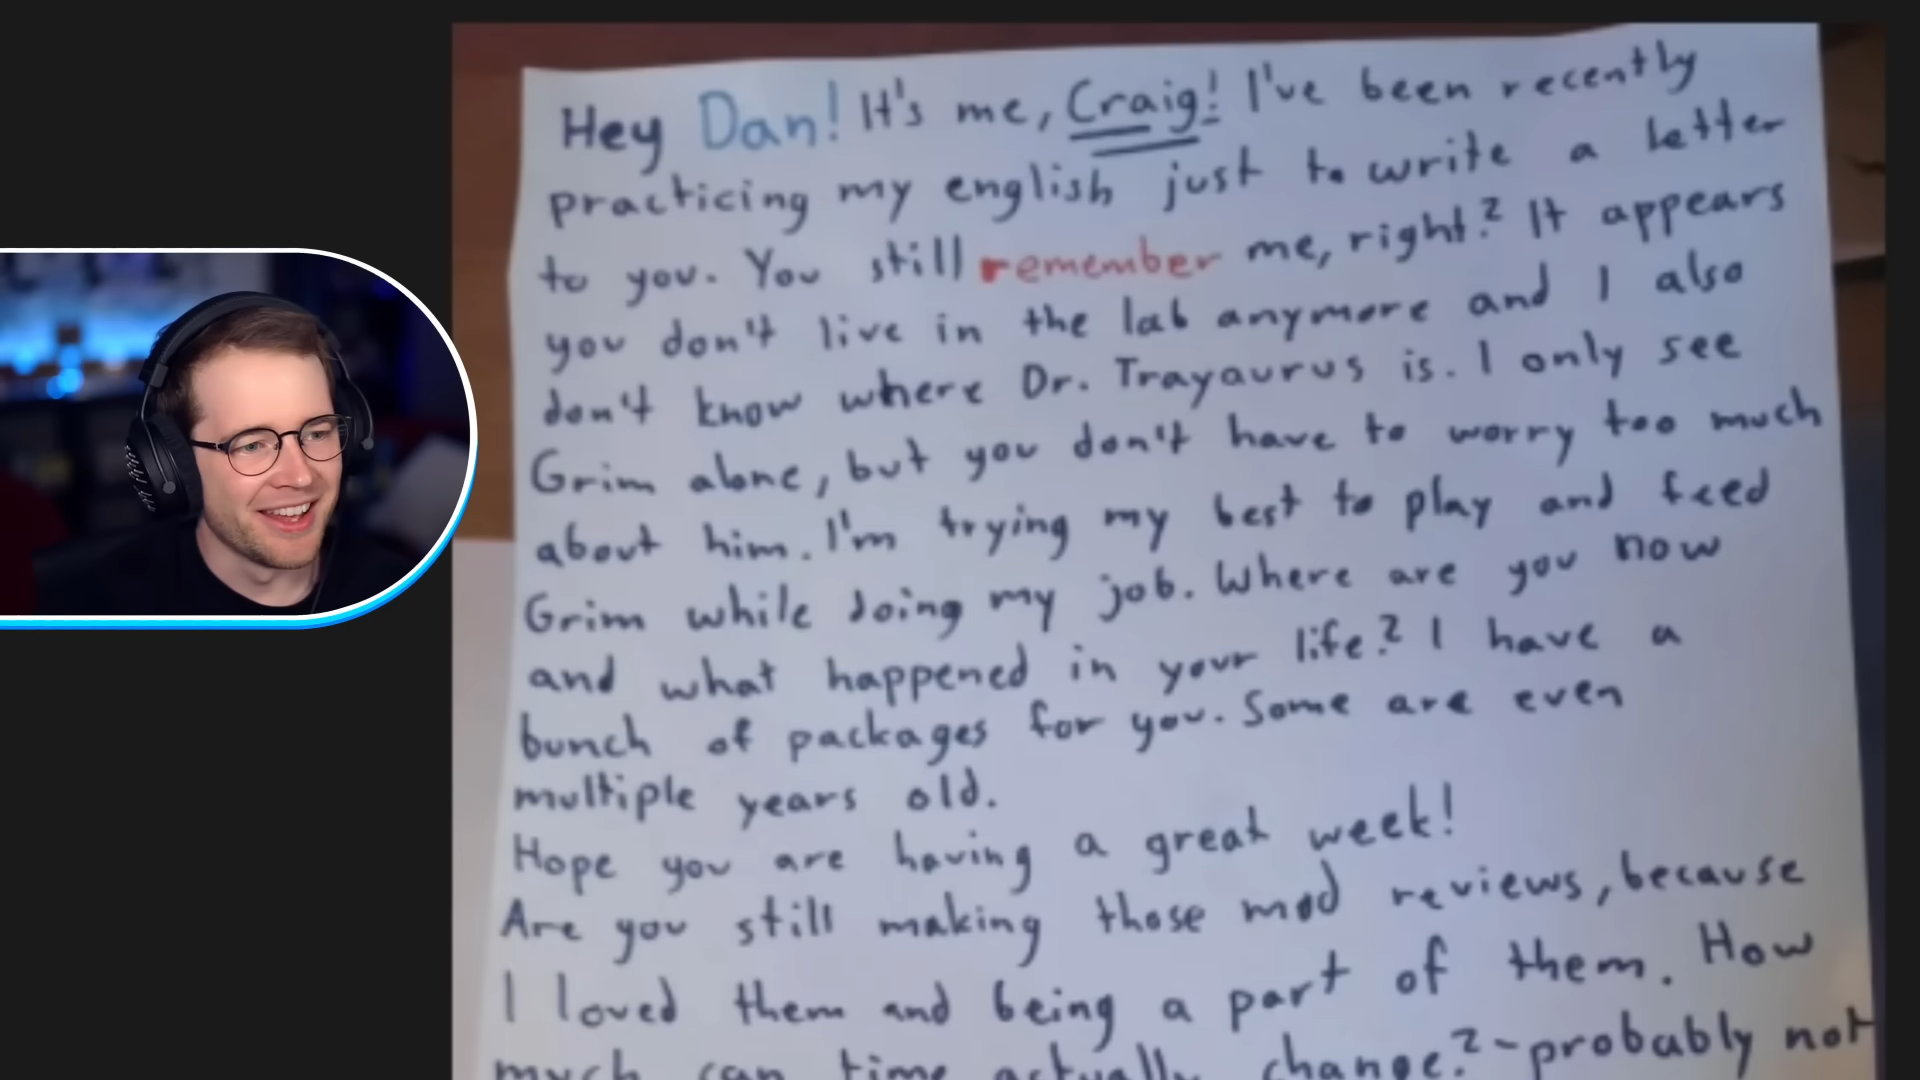 Hey Dan! It's me, Craig! I've been recently
practicing my english just to write a letter
to you. You still remember me, right? It appears
you don't live in the lab anymore and I also
don't know where Dr. Trayaurus is. I only see
Grim alone, but you don't have to worry too much
about him. I'm trying my best to play and feed
Grim while doing my job. Where are you now
and what happened in your life? I have a
bunch of packages for you. Some are even
multiple years old.
Hope you are having a great week!
Are you still making those mod reviews, because
I loved them and being a part of them. How
much can time actually change? - probably not